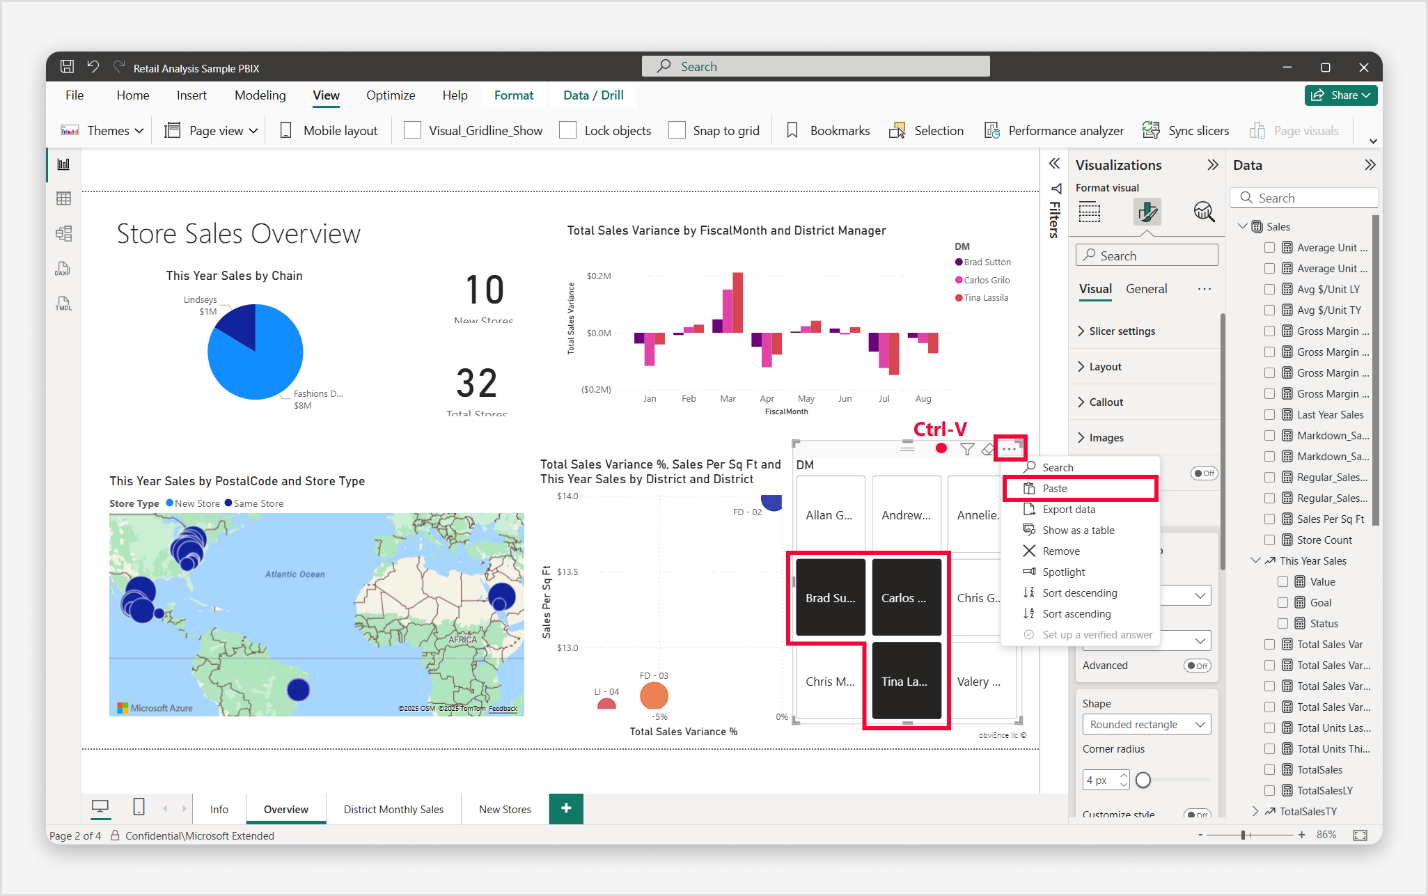 Retail Analysis Sample PBIX
Search
File
Home
Insert
Modeling
View
Optimize
Help
Format
Data / Drill
Share
Themes
Page view
Mobile layout
Visual_Gridline_Show
Lock objects
Snap to grid
Bookmarks
Selection
Performance analyzer
Sync slicers
Page visuals
DAX
TMDL
Store Sales Overview
This Year Sales by Chain
Lindseys
$1M
Fashions D...
$8M
10
New Stores
32
Total Stores
Total Sales Variance by FiscalMonth and District Manager
DM
Brad Sutton
Carlos Grilo
Tina Lassila
Total Sales Variance
$0.2M
$0.0M
($0.2M)
Jan Feb Mar Apr May Jun Jul Aug
FiscalMonth
This Year Sales by PostalCode and Store Type
Store Type New Store Same Store
Atlantic Ocean
AFRICA
Microsoft Azure
©2025 OSM ©2025 TomTom Feedback
Total Sales Variance %, Sales Per Sq Ft and
This Year Sales by District and District
Sales Per Sq Ft
$14.0
$13.5
$13.0
FD - 02
FD - 03
LI - 04
-5%
0%
Total Sales Variance %
Ctrl-V
DM
Allan G...
Andrew...
Annelie...
Brad Su...
Carlos ...
Chris G...
Chris M...
Tina La...
Valery ...
obviEnce llc ©
Search
Paste
Export data
Show as a table
Remove
Spotlight
Sort descending
Sort ascending
Set up a verified answer
Filters
Visualizations
Format visual
Search
Visual
General
Slicer settings
Layout
Callout
Images
Off
Advanced
Off
Shape
Rounded rectangle
Corner radius
4 px
Customize style
Off
Data
Search
Sales
Average Unit ...
Average Unit ...
Avg $/Unit LY
Avg $/Unit TY
Gross Margin ...
Gross Margin ...
Gross Margin ...
Gross Margin ...
Last Year Sales
Markdown_Sa...
Markdown_Sa...
Regular_Sales...
Regular_Sales...
Sales Per Sq Ft
Store Count
This Year Sales
Value
Goal
Status
Total Sales Var
Total Sales Var...
Total Sales Var...
Total Sales Var...
Total Units Las...
Total Units Thi...
TotalSales
TotalSalesLY
TotalSalesTY
Info
Overview
District Monthly Sales
New Stores
+
Page 2 of 4
Confidential\Microsoft Extended
- + 86%